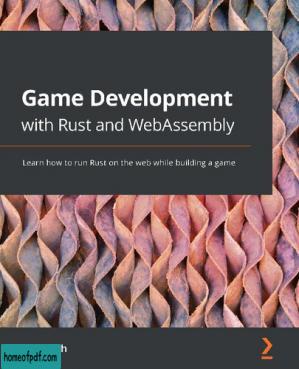 Game Development
with Rust and WebAssembly
Learn how to run Rust on the web while building a game
homeofpdf.com